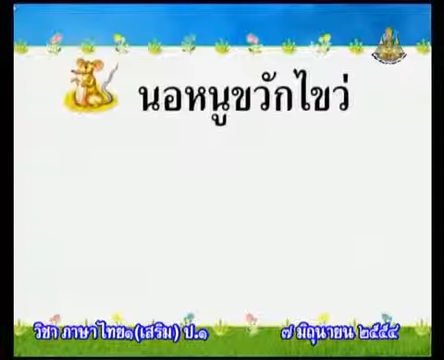 นอหนูขวักไขว่
วิชา ภาษาไทย๑(เสริม) ป.๑
๗ มิถุนายน ๒๕๕๔